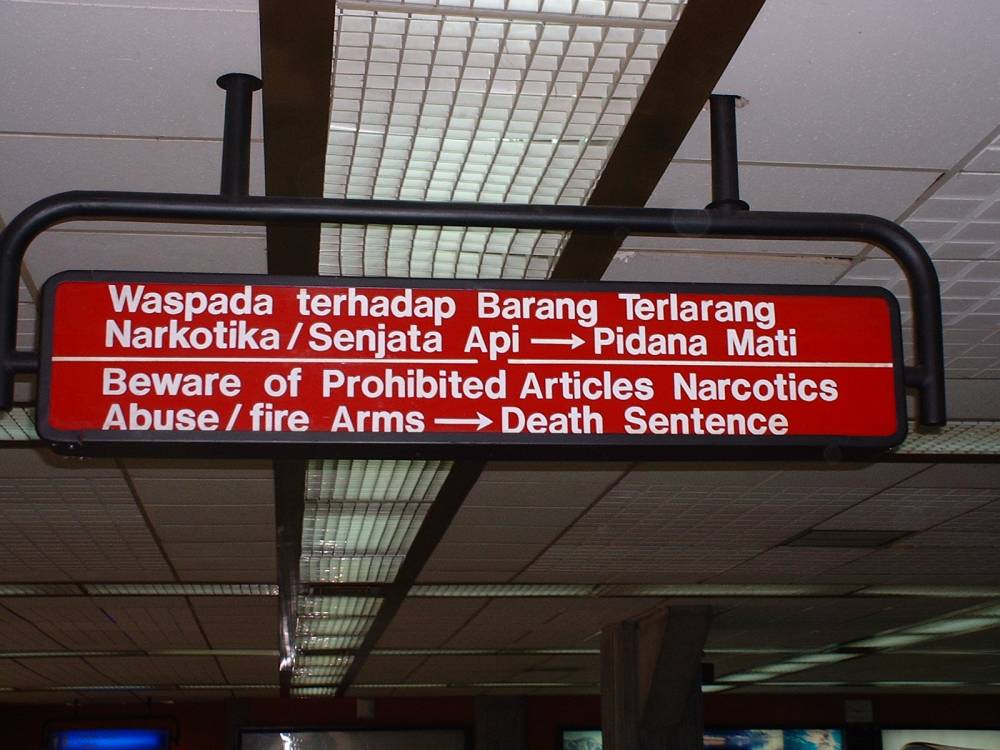 Waspada terhadap Barang Terlarang
Narkotika / Senjata Api → Pidana Mati
Beware of Prohibited Articles Narcotics
Abuse / fire Arms → Death Sentence